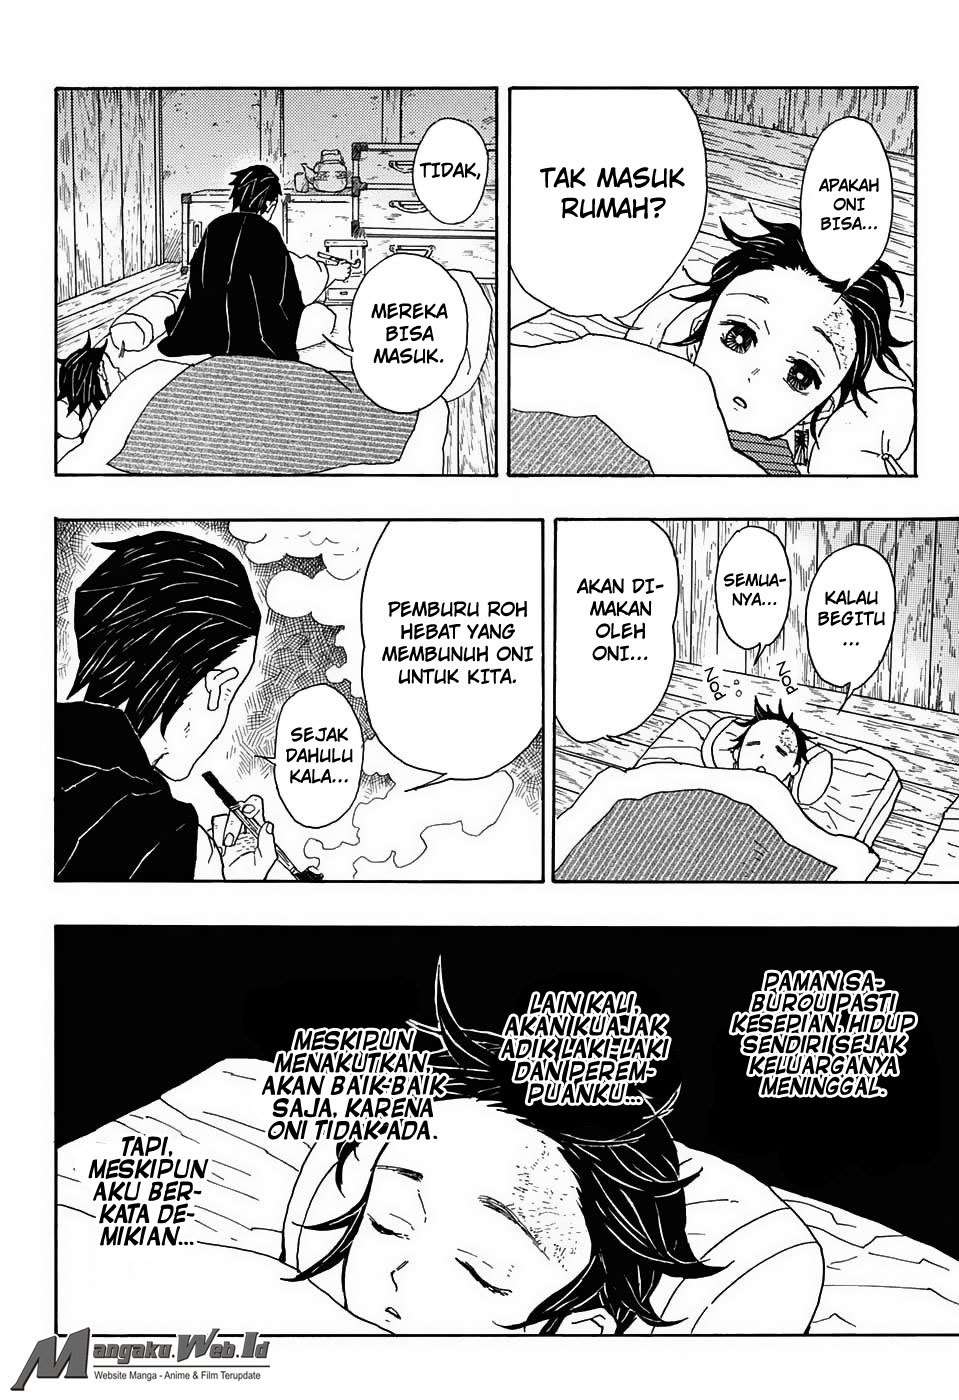 APAKAH
ONI
BISA...
TAK MASUK
RUMAH?
TIDAK,
MEREKA
BISA
MASUK.
KALAU
BEGITU
...
SEMUA-
NYA...
AKAN DI-
MAKAN
OLEH
ONI...
PON
PON
SEJAK
DAHULU
KALA...
PEMBURU ROH
HEBAT YANG
MEMBUNUH ONI
UNTUK KITA.
PAMAN SA-
BUROU PASTI
KESEPIAN, HIDUP
SENDIRI SEJAK
KELUARGANYA
MENINGGAL.
LAIN KALI,
AKAN KUAJAK
ADIK LAKI-LAKI
DAN PEREM-
PUANKU...
MESKIPUN
MENAKUTKAN,
AKAN BAIK-BAIK
SAJA, KARENA
ONI TIDAK ADA.
TAPI,
MESKIPUN
AKU BER-
KATA DE-
MIKIAN...
Mangaku.Web.Id
Website Manga - Anime & Film Terupdate